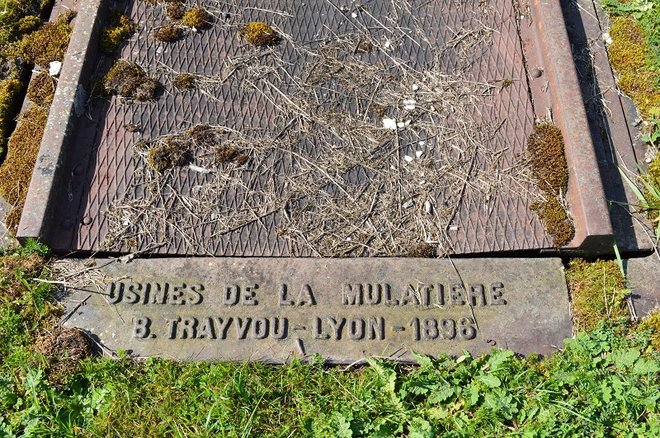 USINES DE LA MULATIERE
B. TRAYVOU-LYON-1896